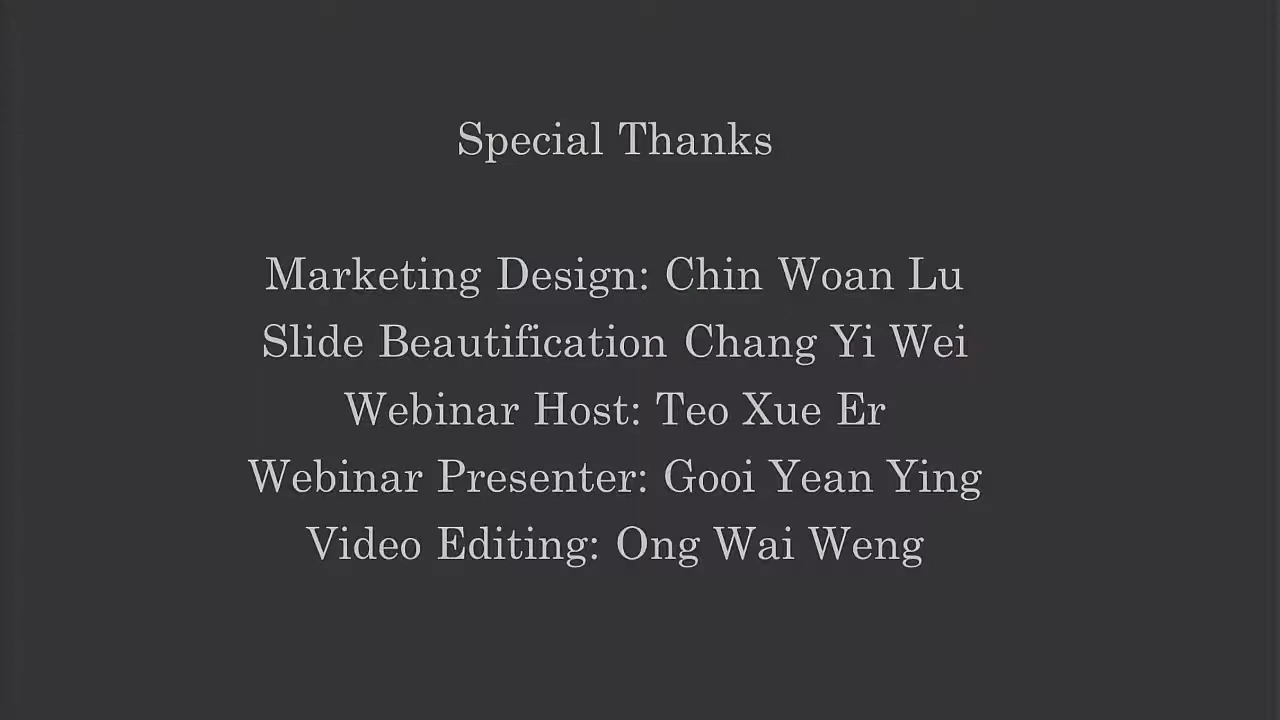 Special Thanks
Marketing Design: Chin Woan Lu
Slide Beautification Chang Yi Wei
Webinar Host: Teo Xue Er
Webinar Presenter: Gooi Yean Ying
Video Editing: Ong Wai Weng